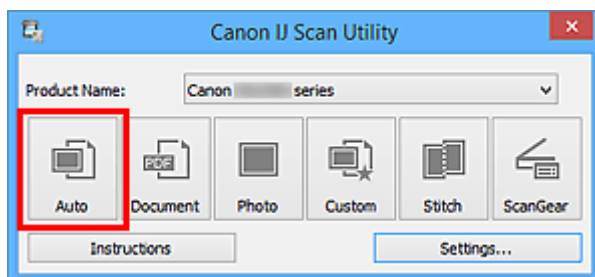 Canon IJ Scan Utility
Product Name: Canon series
PDF
Auto Document Photo Custom Stitch ScanGear
Instructions Settings...